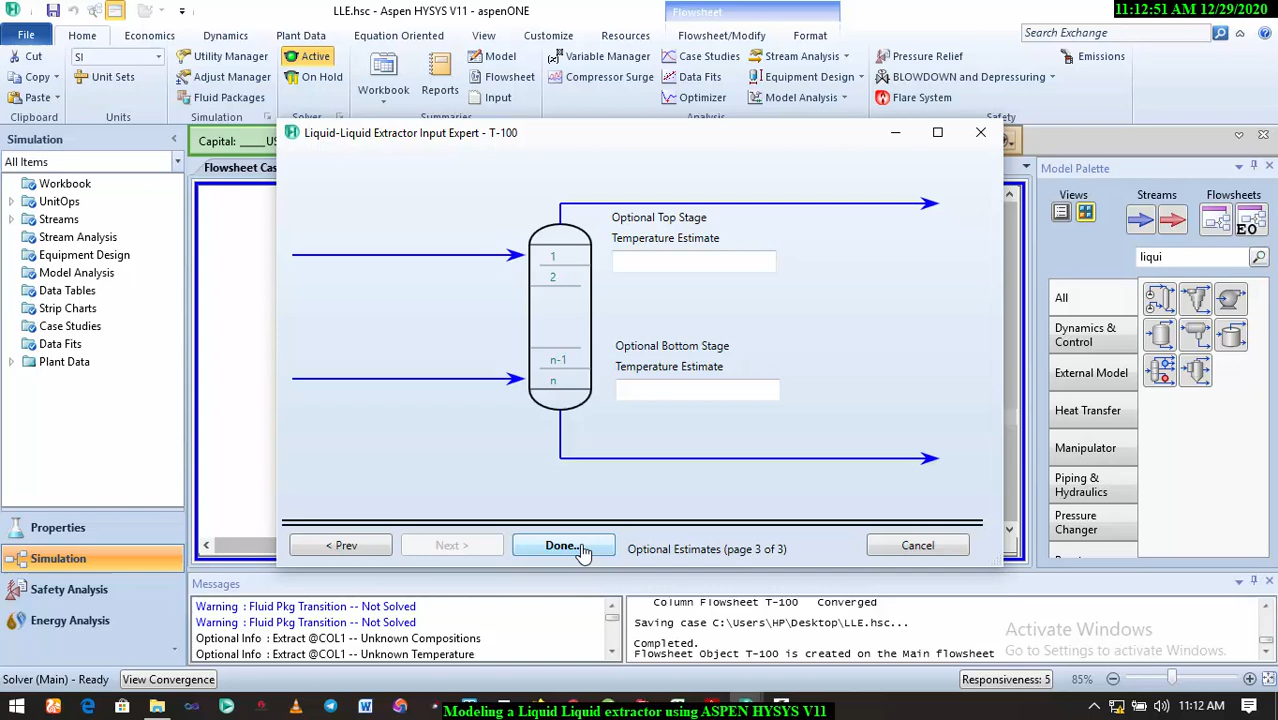 LLE.hsc - Aspen HYSYS V11 - aspenONE
Flowsheet
11:12:51 AM 12/29/2020
File
Home
Economics
Dynamics
Plant Data
Equation Oriented
View
Customize
Resources
Flowsheet/Modify
Format
Search Exchange
Cut
SI
Utility Manager
Active
Model
Variable Manager
Case Studies
Stream Analysis
Pressure Relief
Emissions
Copy
Unit Sets
Adjust Manager
On Hold
Workbook
Reports
Flowsheet
Compressor Surge
Data Fits
Equipment Design
BLOWDOWN and Depressuring
Paste
Fluid Packages
Input
Optimizer
Model Analysis
Flare System
Clipboard
Units
Simulation
Solver
Summaries
Analysis
Safety
Simulation
All Items
Workbook
UnitOps
Streams
Stream Analysis
Equipment Design
Model Analysis
Data Tables
Strip Charts
Case Studies
Data Fits
Plant Data
Properties
Simulation
Safety Analysis
Energy Analysis
Capital:
US
Flowsheet Cas
Liquid-Liquid Extractor Input Expert - T-100
1
2
n-1
n
Optional Top Stage
Temperature Estimate
Optional Bottom Stage
Temperature Estimate
< Prev
Next >
Done...
Optional Estimates (page 3 of 3)
Cancel
Model Palette
Views
Streams
Flowsheets
EO
liqui
All
Dynamics &
Control
External Model
Heat Transfer
Manipulator
Piping &
Hydraulics
Pressure
Changer
Messages
Warning : Fluid Pkg Transition -- Not Solved
Warning : Fluid Pkg Transition -- Not Solved
Optional Info : Extract @COL1 -- Unknown Compositions
Optional Info : Extract @COL1 -- Unknown Temperature
Column Flowsheet T-100 Converged
Saving case C:\Users\HP\Desktop\LLE.hsc...
Completed.
Flowsheet Object T-100 is created on the Main flowsheet
Activate Windows
Go to Settings to activate Windows.
Solver (Main) - Ready
View Convergence
Responsiveness: 5
85%
11:12 AM
Modeling a Liquid Liquid extractor using ASPEN HYSYS V11